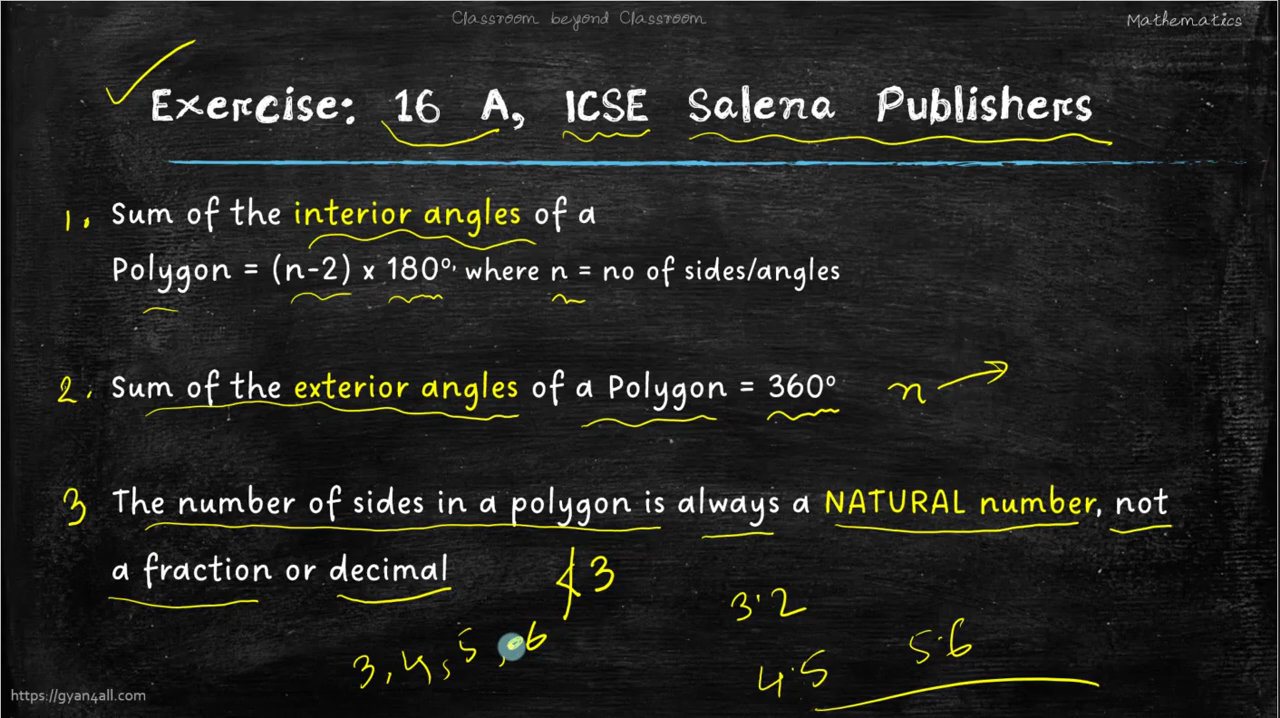 Classroom beyond Classroom
Mathematics
Exercise: 16 A, ICSE Salena Publishers
1. Sum of the interior angles of a
Polygon = (n-2) x 180°, where n = no of sides/angles
2. Sum of the exterior angles of a Polygon = 360° n →
3 The number of sides in a polygon is always a NATURAL number, not
a fraction or decimal
≮3
3.2
3, 4, 5, 6
4.5 5.6
https://gyan4all.com